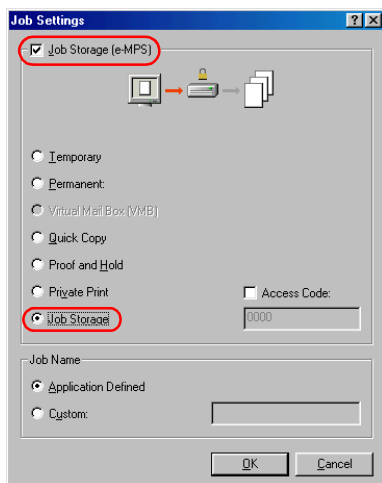 Job Settings
Job Storage (e-MPS)
Temporary
Permanent:
Virtual Mail Box (VMB)
Quick Copy
Proof and Hold
Private Print
Access Code:
Job Storage
0000
Job Name
Application Defined
Custom:
OK
Cancel